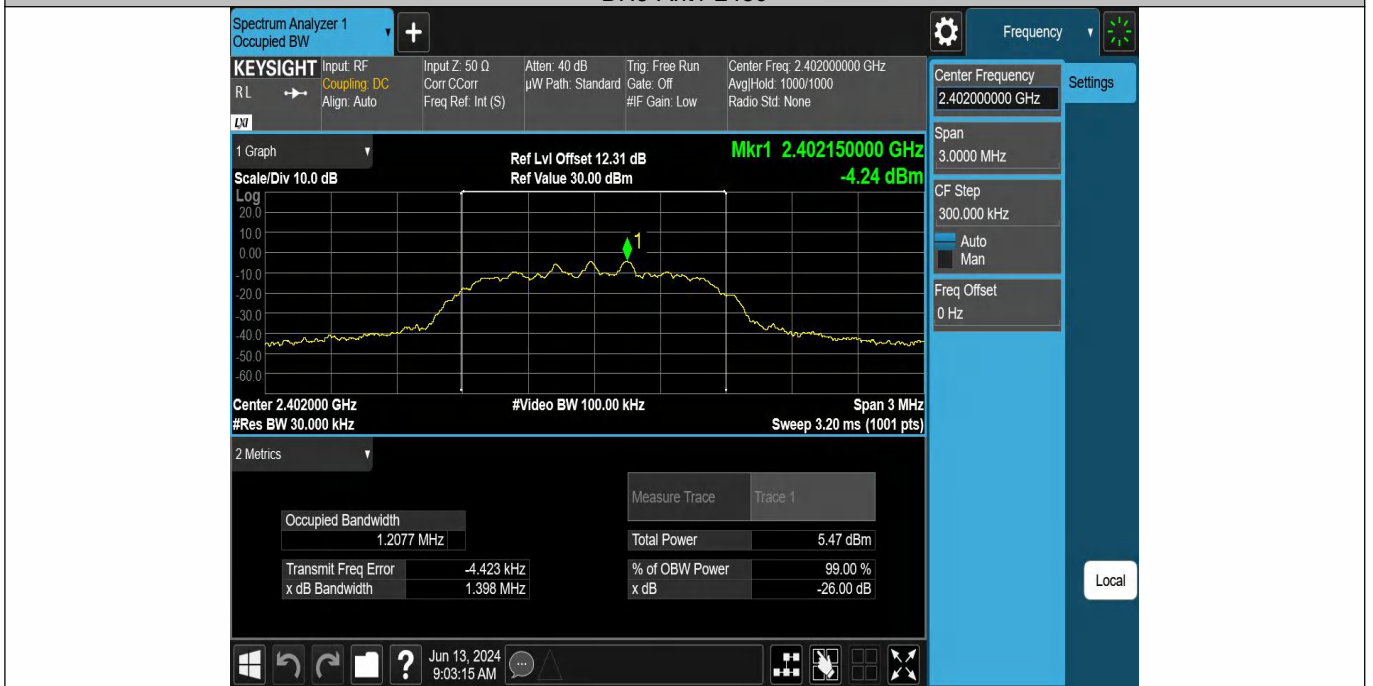 Spectrum Analyzer 1
Occupied BW
Frequency
KEYSIGHT
RL
LXI
Input: RF
Coupling: DC
Align: Auto
Input Z: 50 Ω
Corr CCorr
Freq Ref: Int (S)
Atten: 40 dB
µW Path: Standard
Trig: Free Run
Gate: Off
#IF Gain: Low
Center Freq: 2.402000000 GHz
Avg|Hold: 1000/1000
Radio Std: None
Center Frequency
2.402000000 GHz
Settings
Span
3.0000 MHz
CF Step
300.000 kHz
Auto
Man
Freq Offset
0 Hz
Local
1 Graph
Scale/Div 10.0 dB
Ref Lvl Offset 12.31 dB
Ref Value 30.00 dBm
Mkr1 2.402150000 GHz
-4.24 dBm
Log
20.0
10.0
0.00
-10.0
-20.0
-30.0
-40.0
-50.0
-60.0
1
Center 2.402000 GHz
#Video BW 100.00 kHz
Span 3 MHz
#Res BW 30.000 kHz
Sweep 3.20 ms (1001 pts)
2 Metrics
Measure Trace
Trace 1
Occupied Bandwidth
1.2077 MHz
Total Power 5.47 dBm
Transmit Freq Error -4.423 kHz
% of OBW Power 99.00 %
x dB Bandwidth 1.398 MHz
x dB -26.00 dB
Jun 13, 2024
9:03:15 AM